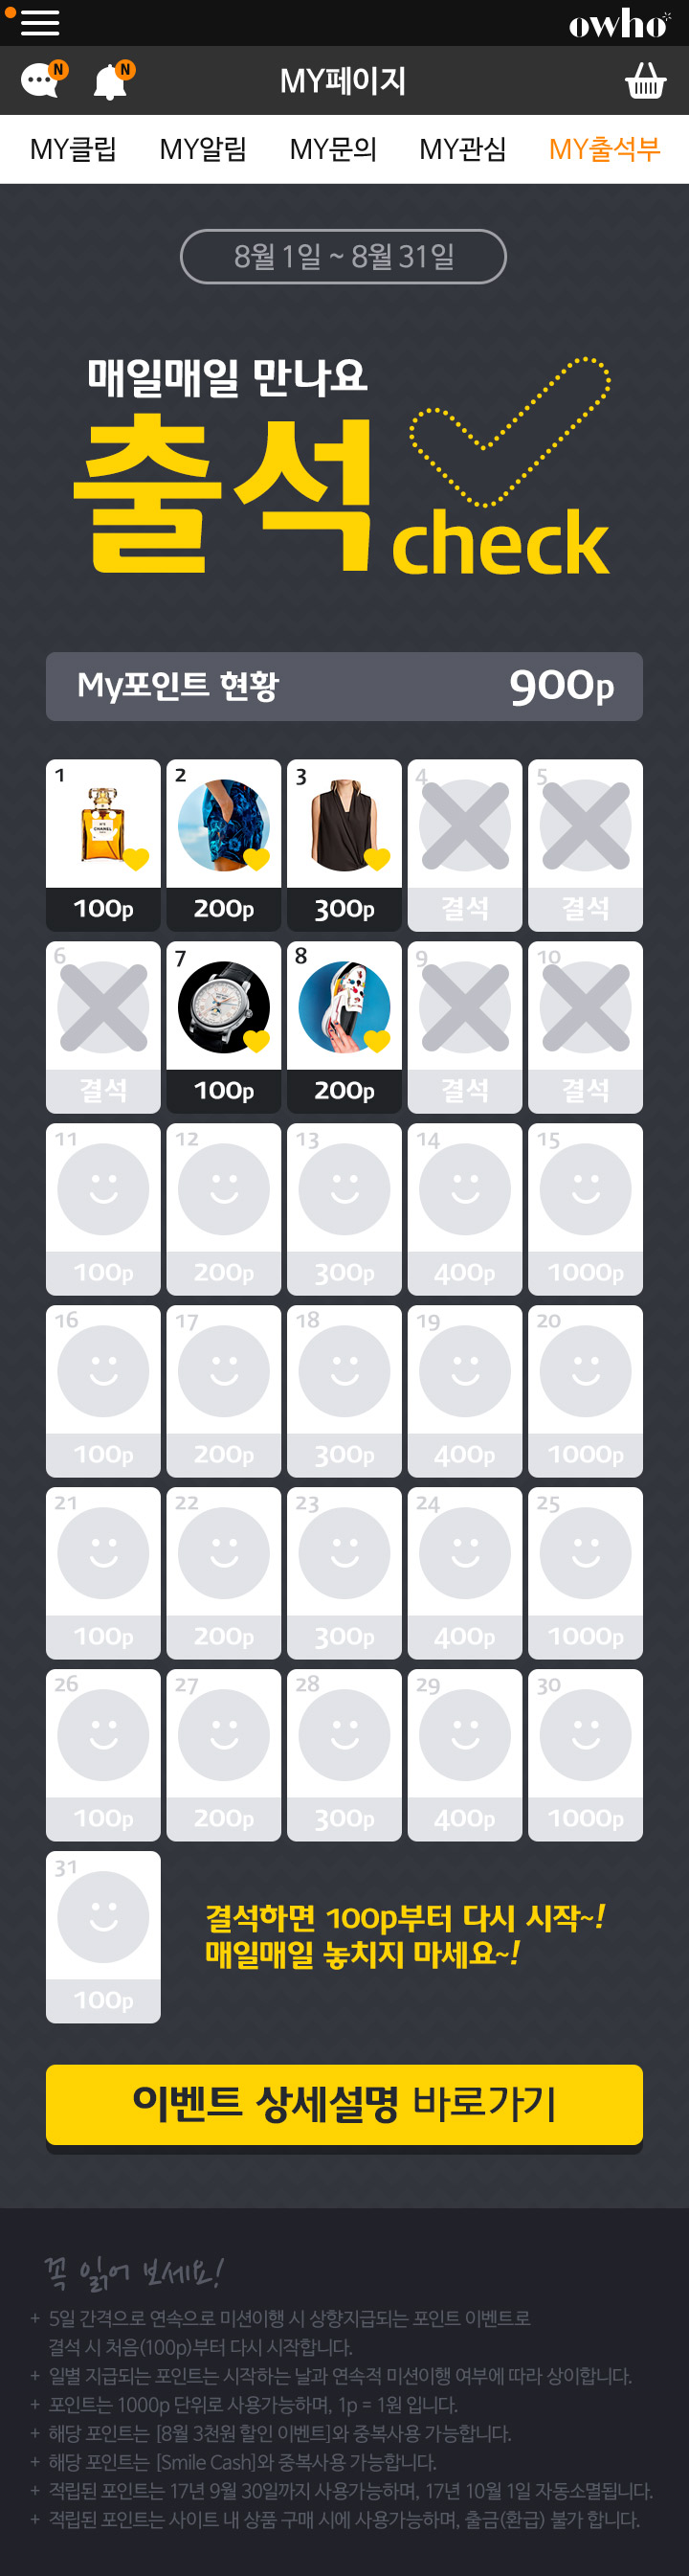 owho
N N MY페이지
MY클립 MY알림 MY문의 MY관심 MY출석부
8월 1일 ~ 8월 31일
매일매일 만나요
출석 check
My포인트 현황 900p
1 2 3 4 5
N°5
CHANEL
100p 200p 300p 결석 결석
6 7 8 9 10
결석 100p 200p 결석 결석
11 12 13 14 15
100p 200p 300p 400p 1000p
16 17 18 19 20
100p 200p 300p 400p 1000p
21 22 23 24 25
100p 200p 300p 400p 1000p
26 27 28 29 30
100p 200p 300p 400p 1000p
31
100p
결석하면 100p부터 다시 시작~!
매일매일 놓치지 마세요~!
이벤트 상세설명 바로가기
꼭 읽어 보세요!
+ 5일 간격으로 연속으로 미션이행 시 상향지급되는 포인트 이벤트로
결석 시 처음(100p)부터 다시 시작합니다.
+ 일별 지급되는 포인트는 시작하는 날과 연속적 미션이행 여부에 따라 상이합니다.
+ 포인트는 1000p 단위로 사용가능하며, 1p = 1원 입니다.
+ 해당 포인트는 [8월 3천원 할인 이벤트]와 중복사용 가능합니다.
+ 해당 포인트는 [Smile Cash]와 중복사용 가능합니다.
+ 적립된 포인트는 17년 9월 30일까지 사용가능하며, 17년 10월 1일 자동소멸됩니다.
+ 적립된 포인트는 사이트 내 상품 구매 시에 사용가능하며, 출금(환급) 불가 합니다.